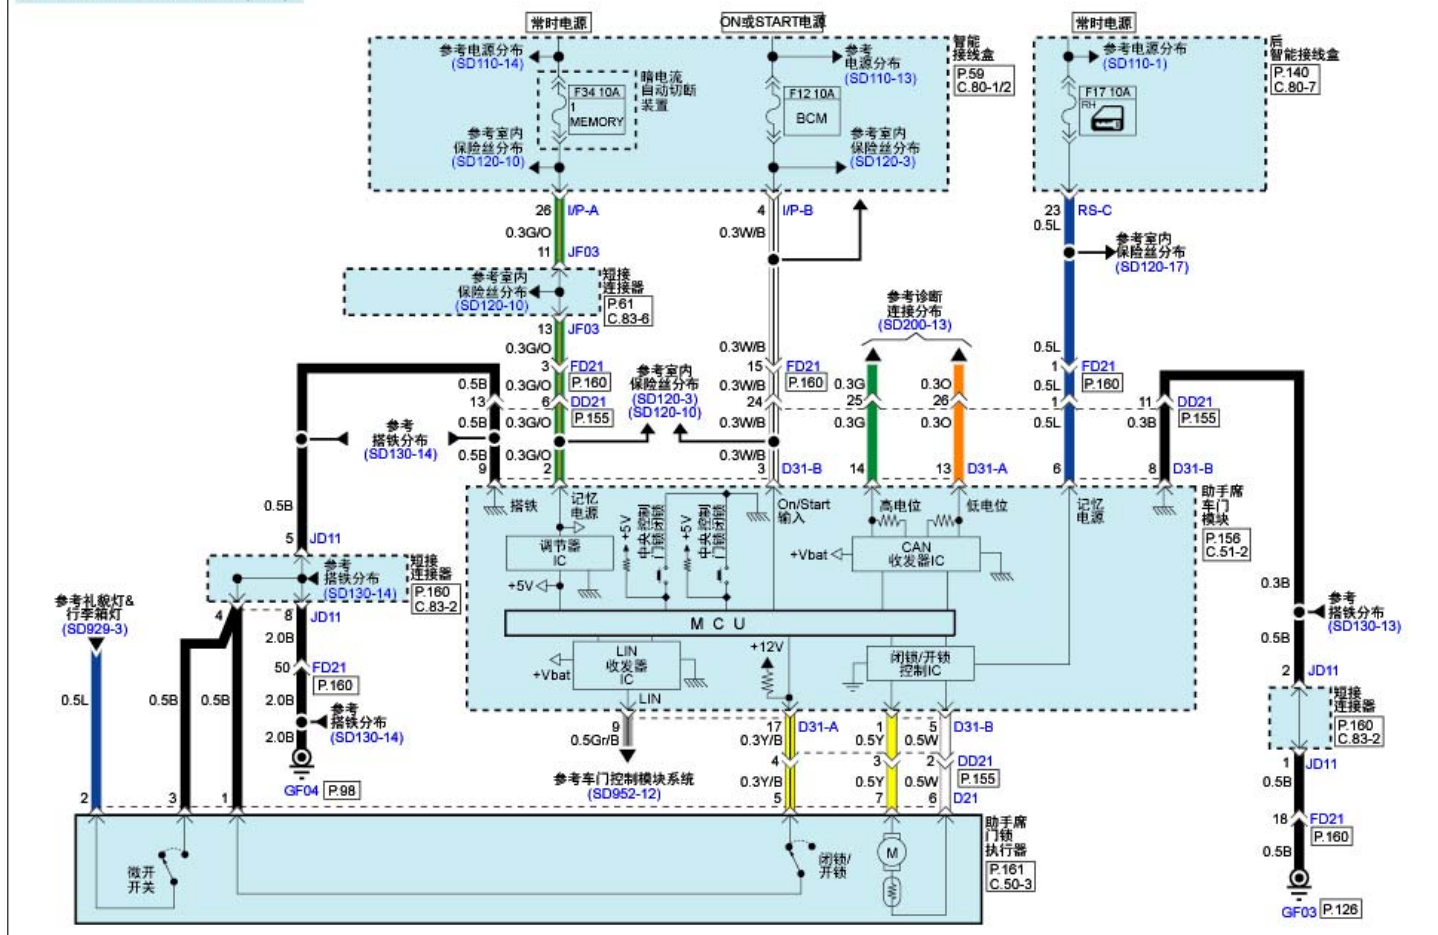 常时电源
ON或START电源
常时电源
参考电源分布
(SD110-14)
F34 10A
1
MEMORY
暗电流
自动切断
装置
参考室内
保险丝分布
(SD120-10)
参考
电源分布
(SD110-13)
F12 10A
BCM
参考室内
保险丝分布
(SD120-3)
智能
接线盒
P.59
C.80-1/2
参考电源分布
(SD110-1)
F17 10A
RH
后
智能接线盒
P.140
C.80-7
26 I/P-A
0.3G/O
11 JF03
4 I/P-B
0.3W/B
23 RS-C
0.5L
参考室内
保险丝分布
(SD120-17)
参考室内
保险丝分布
(SD120-10)
短接
连接器
P.61
C.83-6
13 JF03
0.3G/O
参考诊断
连接分布
(SD200-13)
0.3W/B
0.5L
3 FD21
P.160
15 FD21
P.160
1 FD21
P.160
0.5B
0.3G/O
0.3W/B
0.3G
0.3O
0.5L
13
6 DD21
P.155
24
25
26
1
11 DD21
P.155
参考室内
保险丝分布
(SD120-3)
(SD120-10)
0.5B
0.3G/O
0.3W/B
0.3G
0.3O
0.5L
0.3B
参考
搭铁分布
(SD130-14)
0.5B
0.3G/O
0.3W/B
9
2
3 D31-B
14
13 D31-A
6
8 D31-B
搭铁
记忆
电源
+5V
中央控制
门锁闭锁
+5V
中央控制
门锁闭锁
On/Start
输入
高电位
低电位
记忆
电源
助手席
车门
模块
P.156
C.51-2
调节器
IC
+5V
+Vbat
CAN
收发器IC
MCU
LIN
收发器
IC
+Vbat
LIN
+12V
闭锁/开锁
控制IC
0.5B
5 JD11
参考
搭铁分布
(SD130-14)
短接
连接器
P.160
C.83-2
4
8 JD11
2.0B
50 FD21
P.160
2.0B
参考
搭铁分布
(SD130-14)
2.0B
GF04 P.98
参考礼貌灯&
行李箱灯
(SD929-3)
0.5L
0.5B
0.5B
0.3B
参考
搭铁分布
(SD130-13)
0.5B
2 JD11
短接
连接器
P.160
C.83-2
1 JD11
0.5B
18 FD21
P.160
0.5B
GF03 P.126
9
0.5Gr/B
参考车门控制模块系统
(SD952-12)
17 D31-A
0.3Y/B
1
0.5Y
5 D31-B
0.5W
4
3
2 DD21
P.155
0.3Y/B
0.5Y
0.5W
2
3
1
5
7
6 D21
微开
开关
闭锁/
开锁
M
助手席
门锁
执行器
P.161
C.50-3